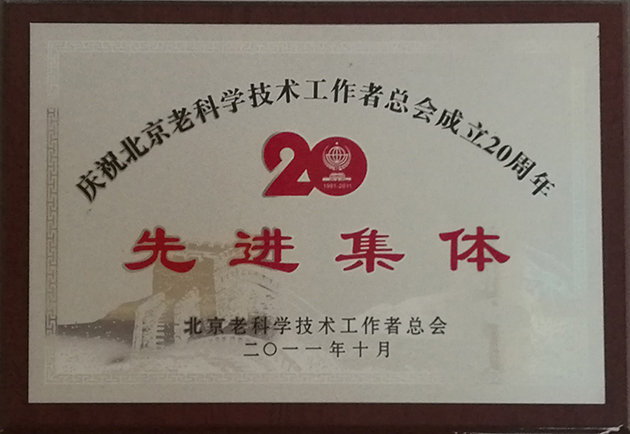 庆祝北京老科学技术工作者总会成立20周年
20
1991-2011
先进集体
北京老科学技术工作者总会
二〇一一年十月